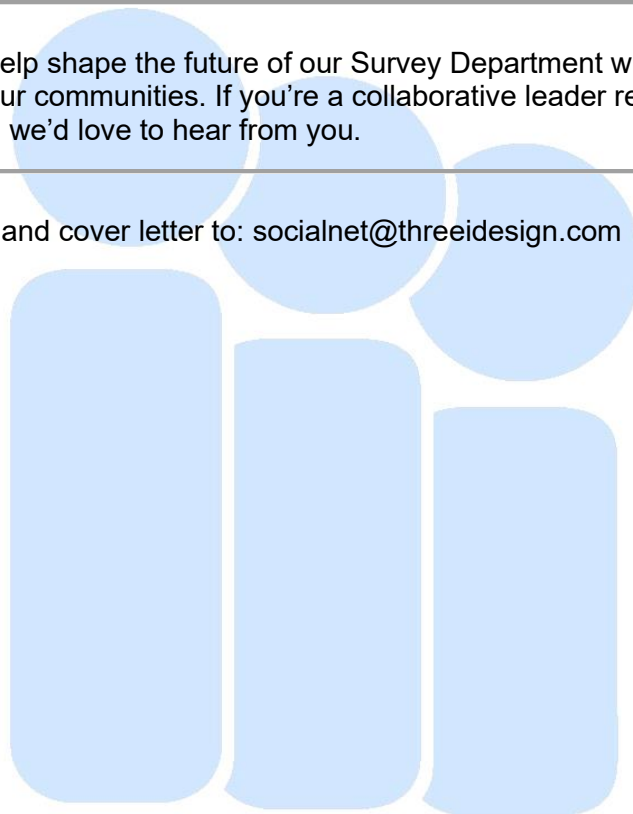 elp shape the future of our Survey Department w
ur communities. If you’re a collaborative leader re
we’d love to hear from you.
and cover letter to: socialnet@threeidesign.com